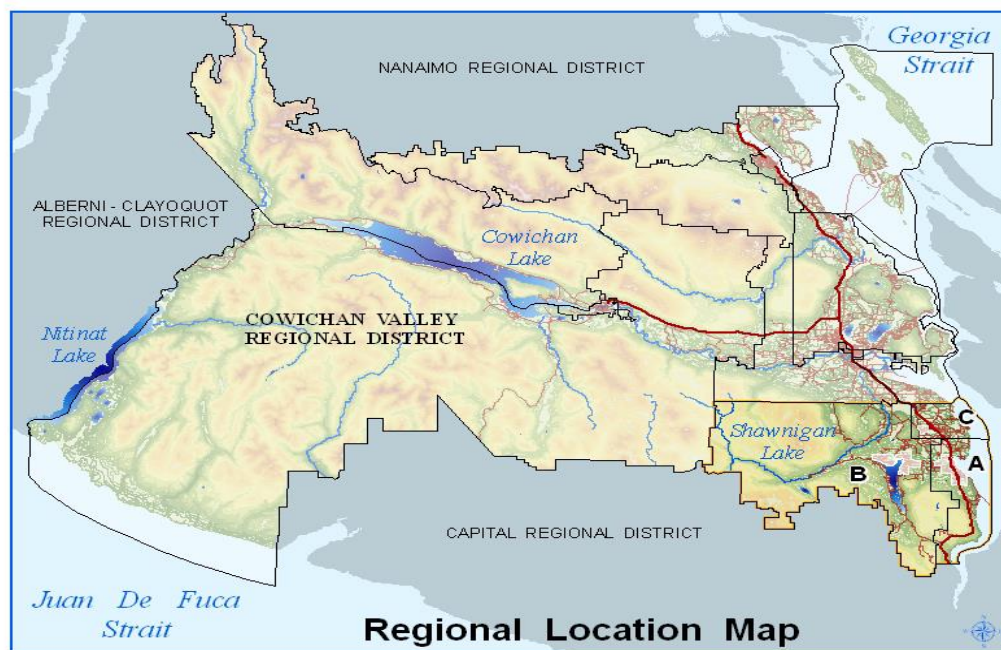 Georgia
Strait
NANAIMO REGIONAL DISTRICT
ALBERNI - CLAYOQUOT
REGIONAL DISTRICT
Cowichan
Lake
COWICHAN VALLEY
REGIONAL DISTRICT
Nitinat
Lake
Shawnigan
Lake
C
A
B
CAPITAL REGIONAL DISTRICT
Juan De Fuca
Strait
Regional Location Map